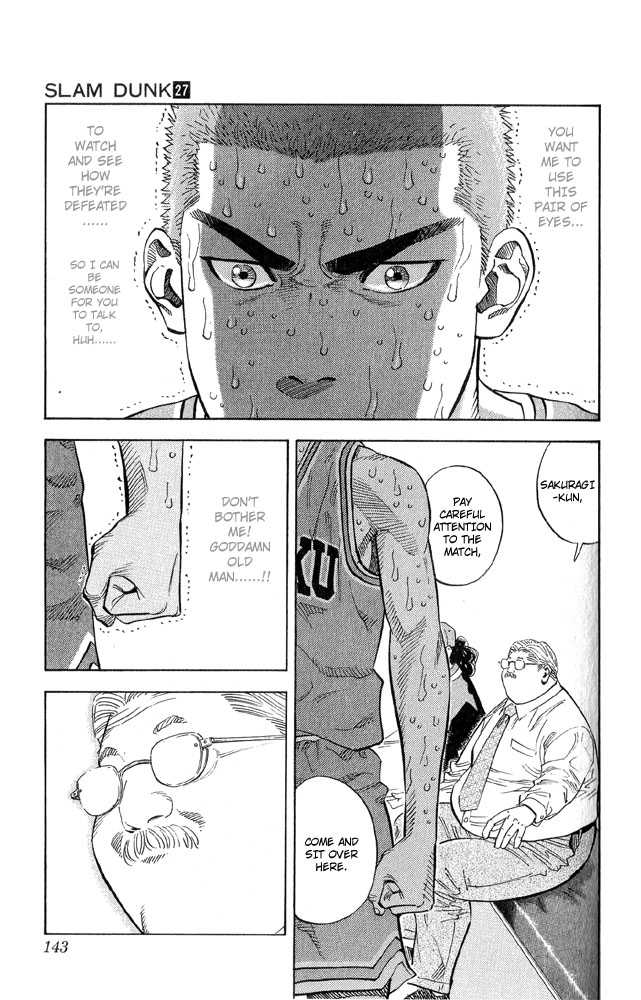 SLAM DUNK 27
YOU
WANT ME TO
USE
THIS
PAIR OF
EYES...
TO
WATCH
AND SEE
HOW
THEY'RE
DEFEATED
......
SO I CAN
BE
SOMEONE
FOR YOU
TO TALK
TO,
HUH......
SAKURAGI
-KUN,
PAY
CAREFUL
ATTENTION
TO THE
MATCH,
KU
COME AND
SIT OVER
HERE.
DON'T
BOTHER
ME!
GODDAMN
OLD
MAN......!!
143